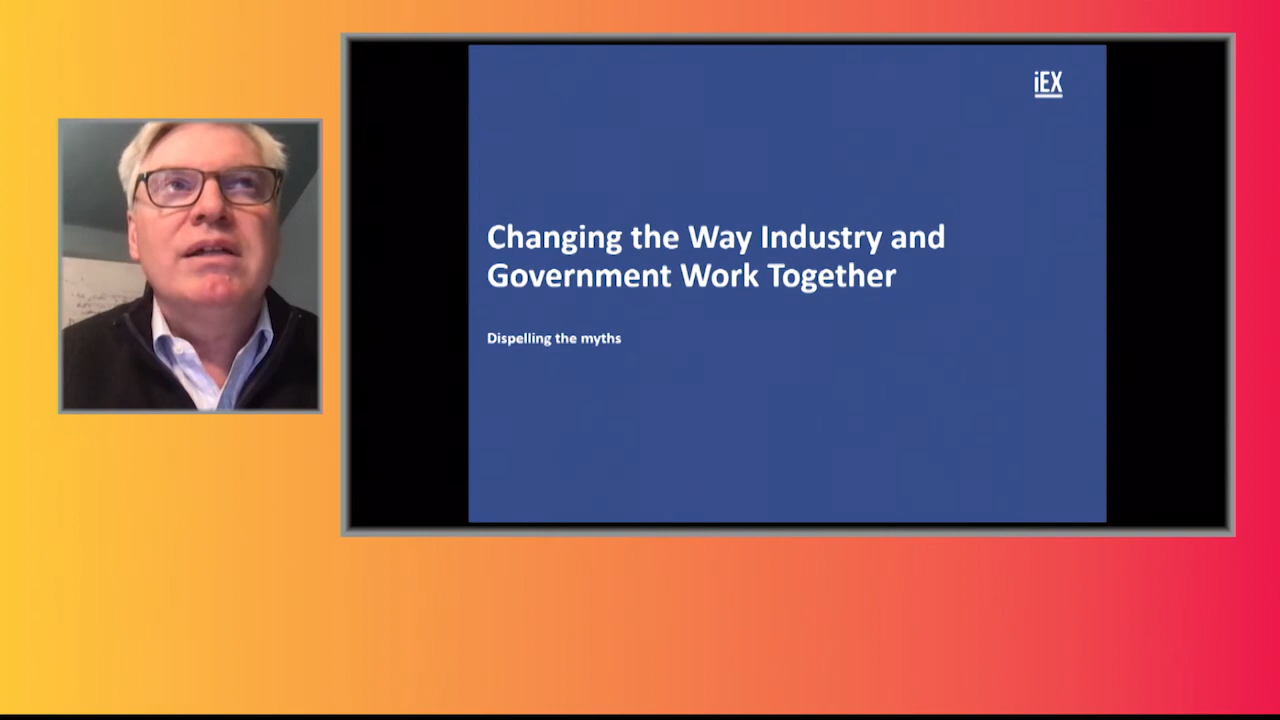 iEX
Changing the Way Industry and
Government Work Together
Dispelling the myths